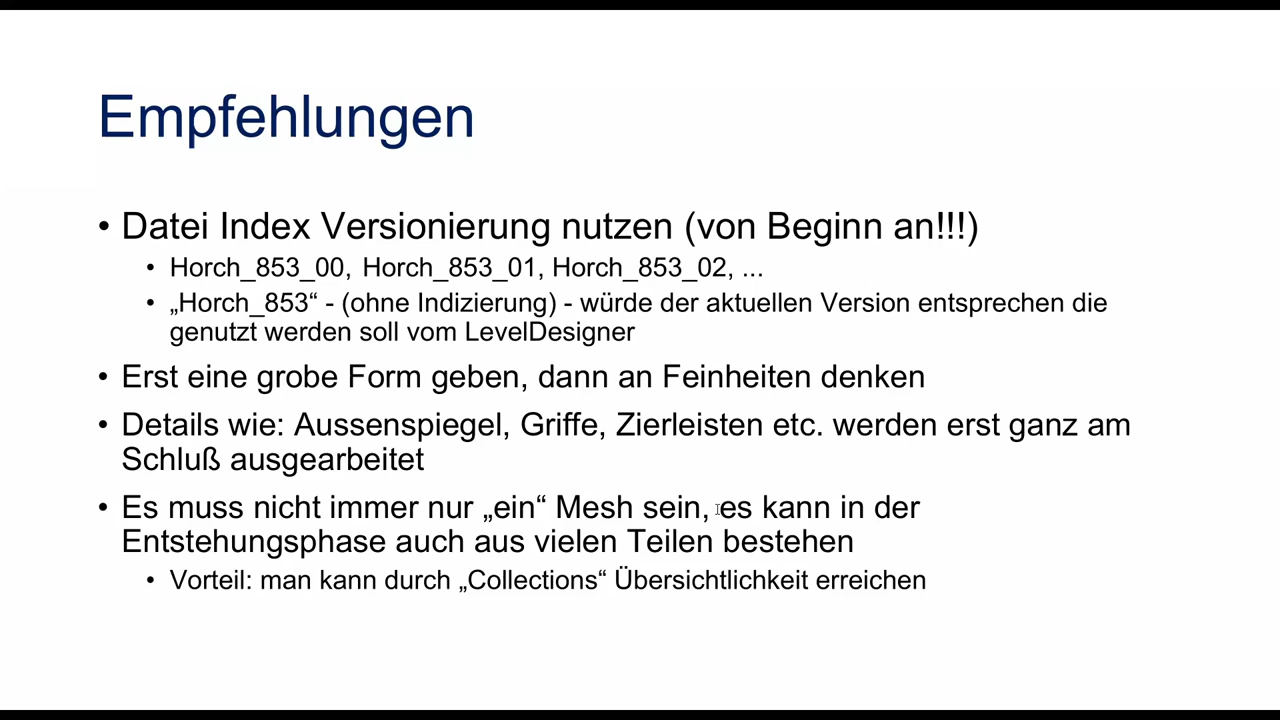 Empfehlungen
• Datei Index Versionierung nutzen (von Beginn an!!!)
• Horch_853_00, Horch_853_01, Horch_853_02, ...
• „Horch_853“ - (ohne Indizierung) - würde der aktuellen Version entsprechen die
genutzt werden soll vom LevelDesigner
• Erst eine grobe Form geben, dann an Feinheiten denken
• Details wie: Aussenspiegel, Griffe, Zierleisten etc. werden erst ganz am
Schluß ausgearbeitet
• Es muss nicht immer nur „ein“ Mesh sein, es kann in der
Entstehungsphase auch aus vielen Teilen bestehen
• Vorteil: man kann durch „Collections“ Übersichtlichkeit erreichen